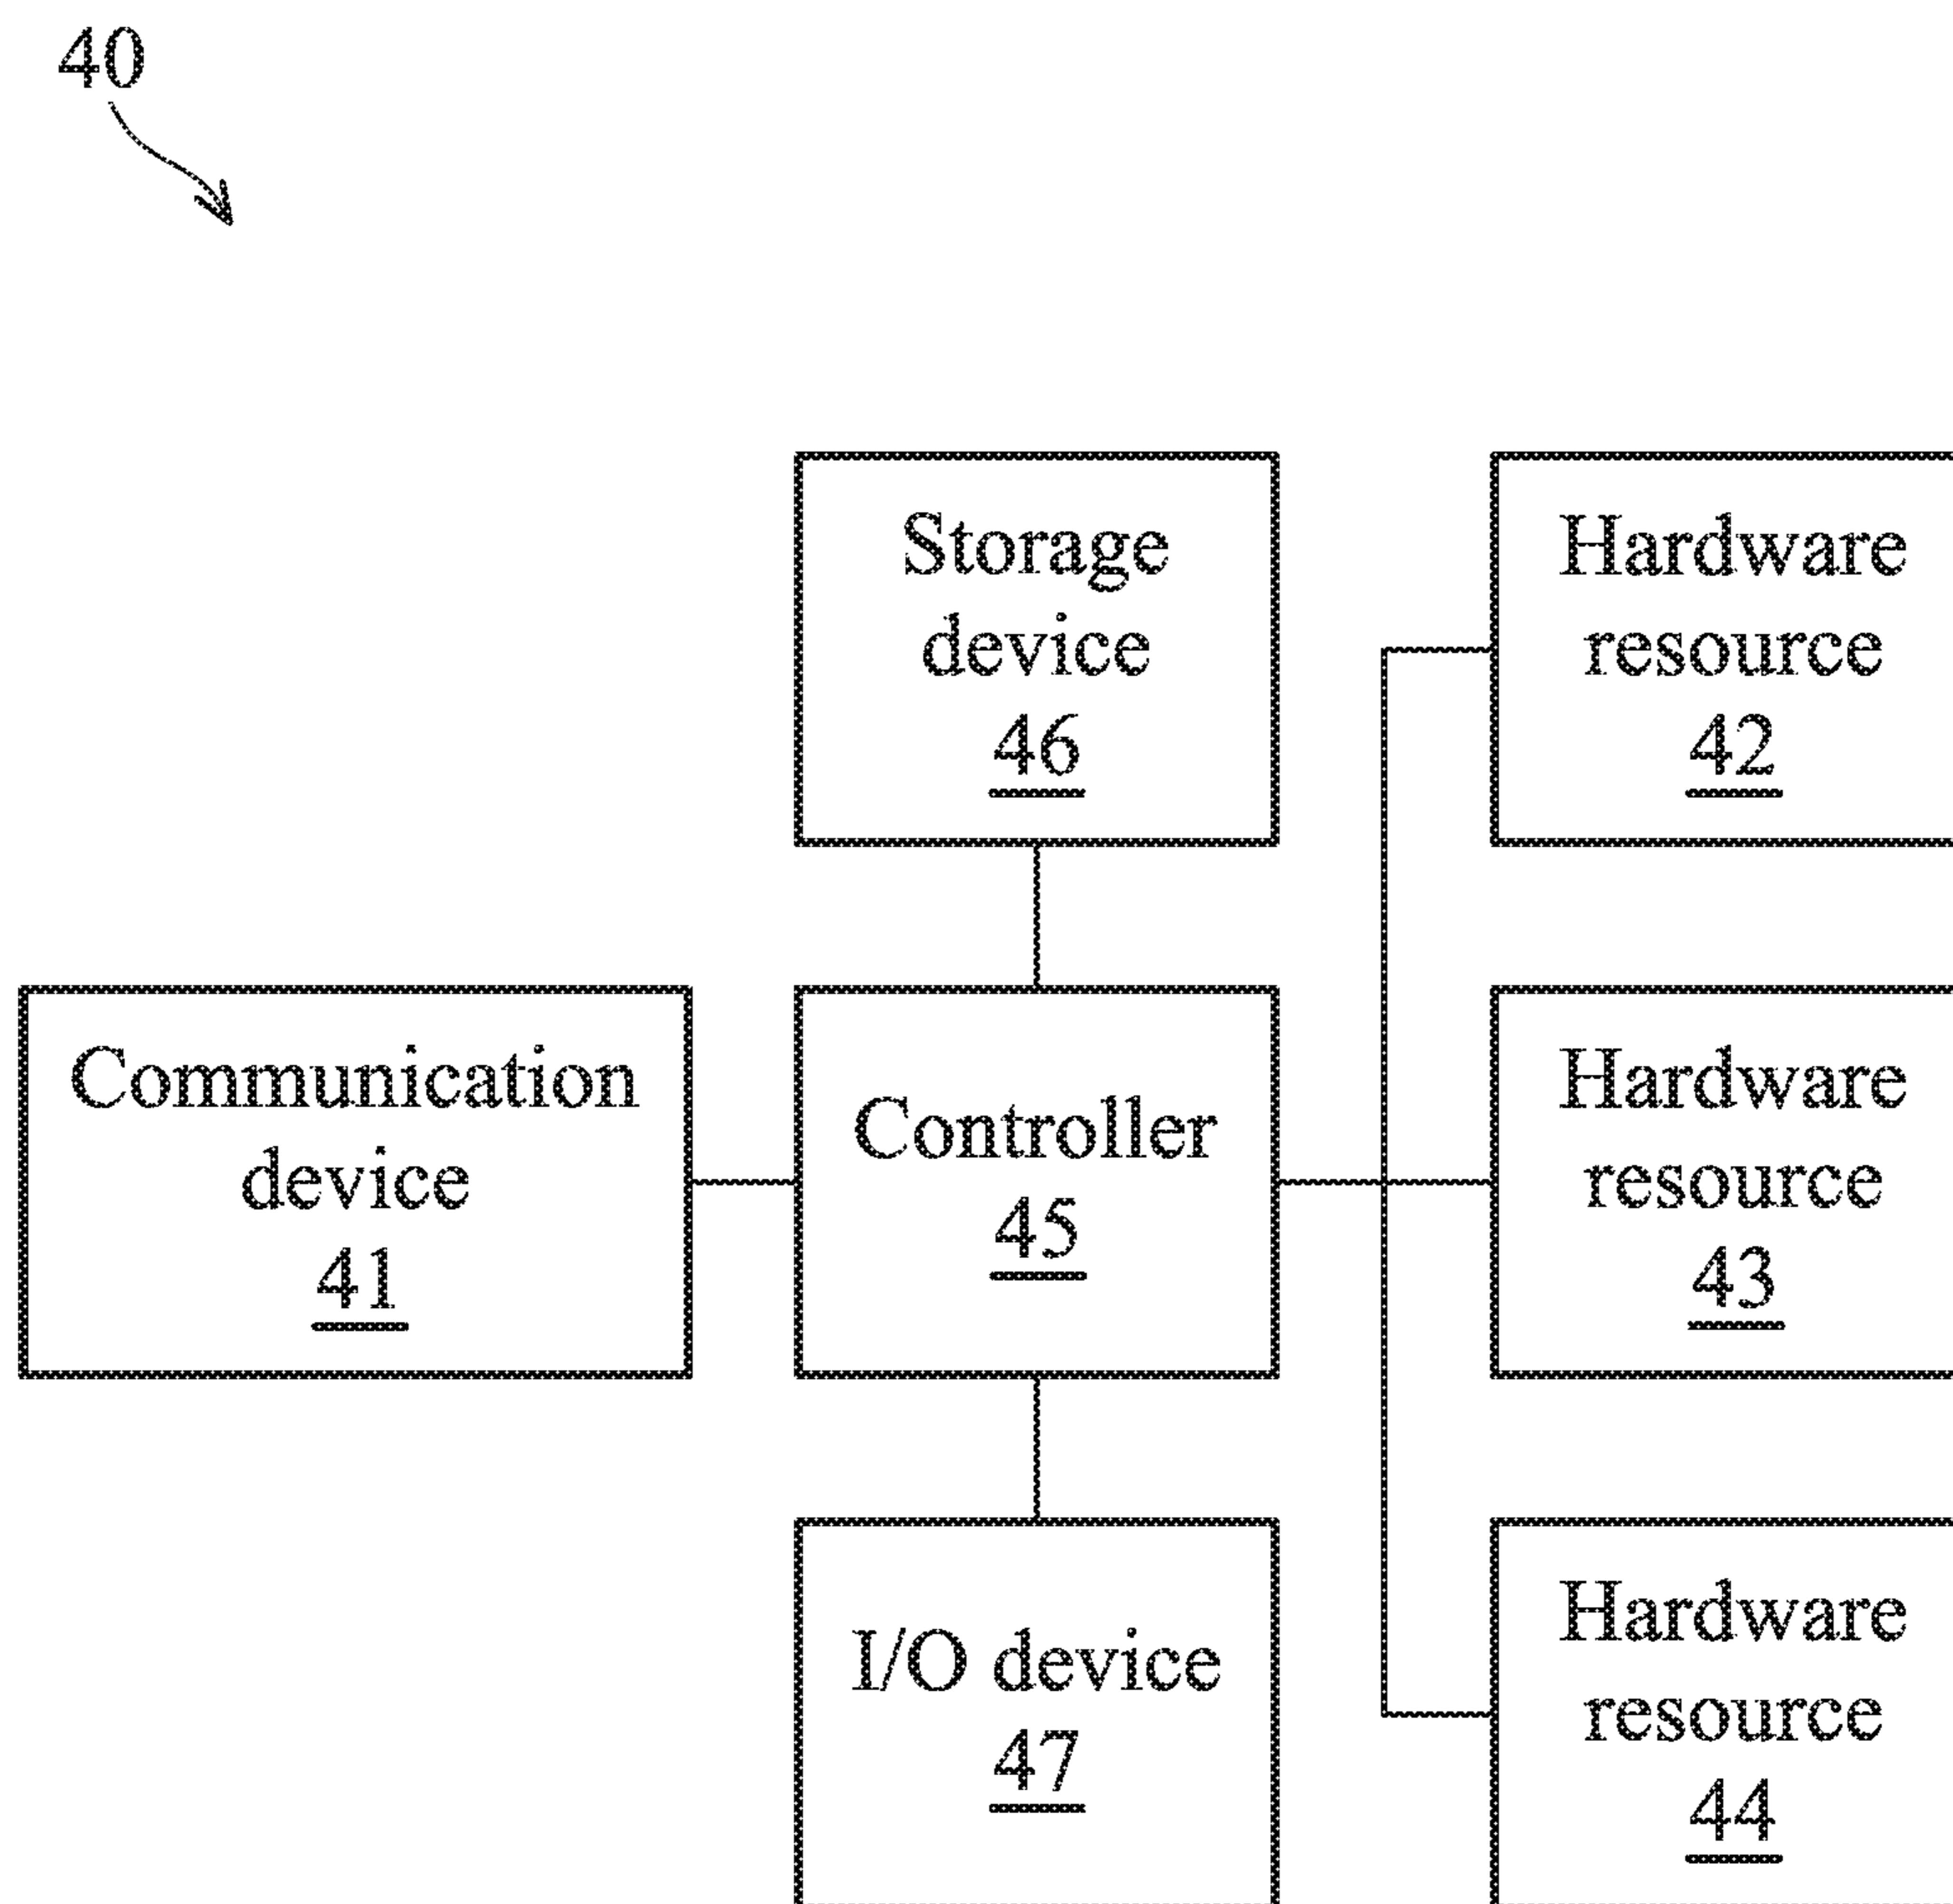 40
Storage
device
46
Hardware
resource
42
Communication
device
41
Controller
45
Hardware
resource
43
I/O device
47
Hardware
resource
44